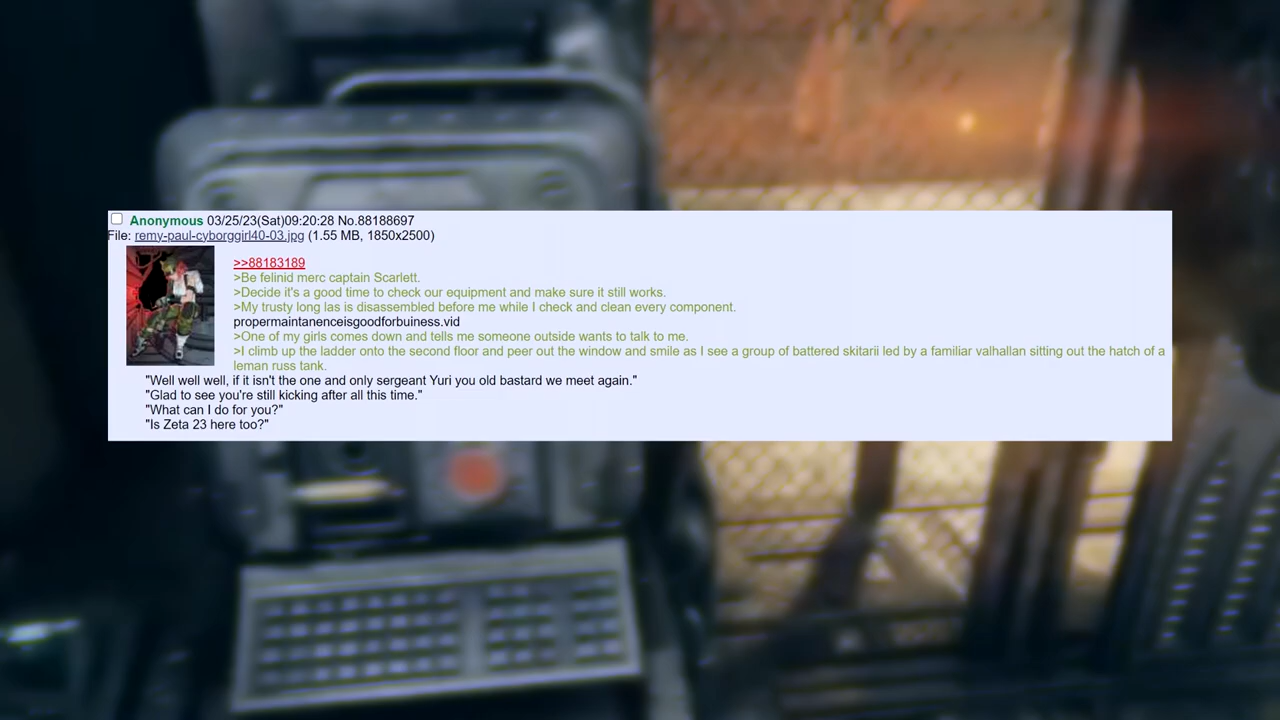 Anonymous 03/25/23(Sat)09:20:28 No.88188697
File: remy-paul-cyborggirl40-03.jpg (1.55 MB, 1850x2500)
>>88183189
>Be felinid merc captain Scarlett.
>Decide it's a good time to check our equipment and make sure it still works.
>My trusty long las is disassembled before me while I check and clean every component.
propermaintanenceisgoodforbuiness.vid
>One of my girls comes down and tells me someone outside wants to talk to me.
>I climb up the ladder onto the second floor and peer out the window and smile as I see a group of battered skitarii led by a familiar valhallan sitting out the hatch of a
leman russ tank.
"Well well well, if it isn't the one and only sergeant Yuri you old bastard we meet again."
"Glad to see you're still kicking after all this time."
"What can I do for you?"
"Is Zeta 23 here too?"